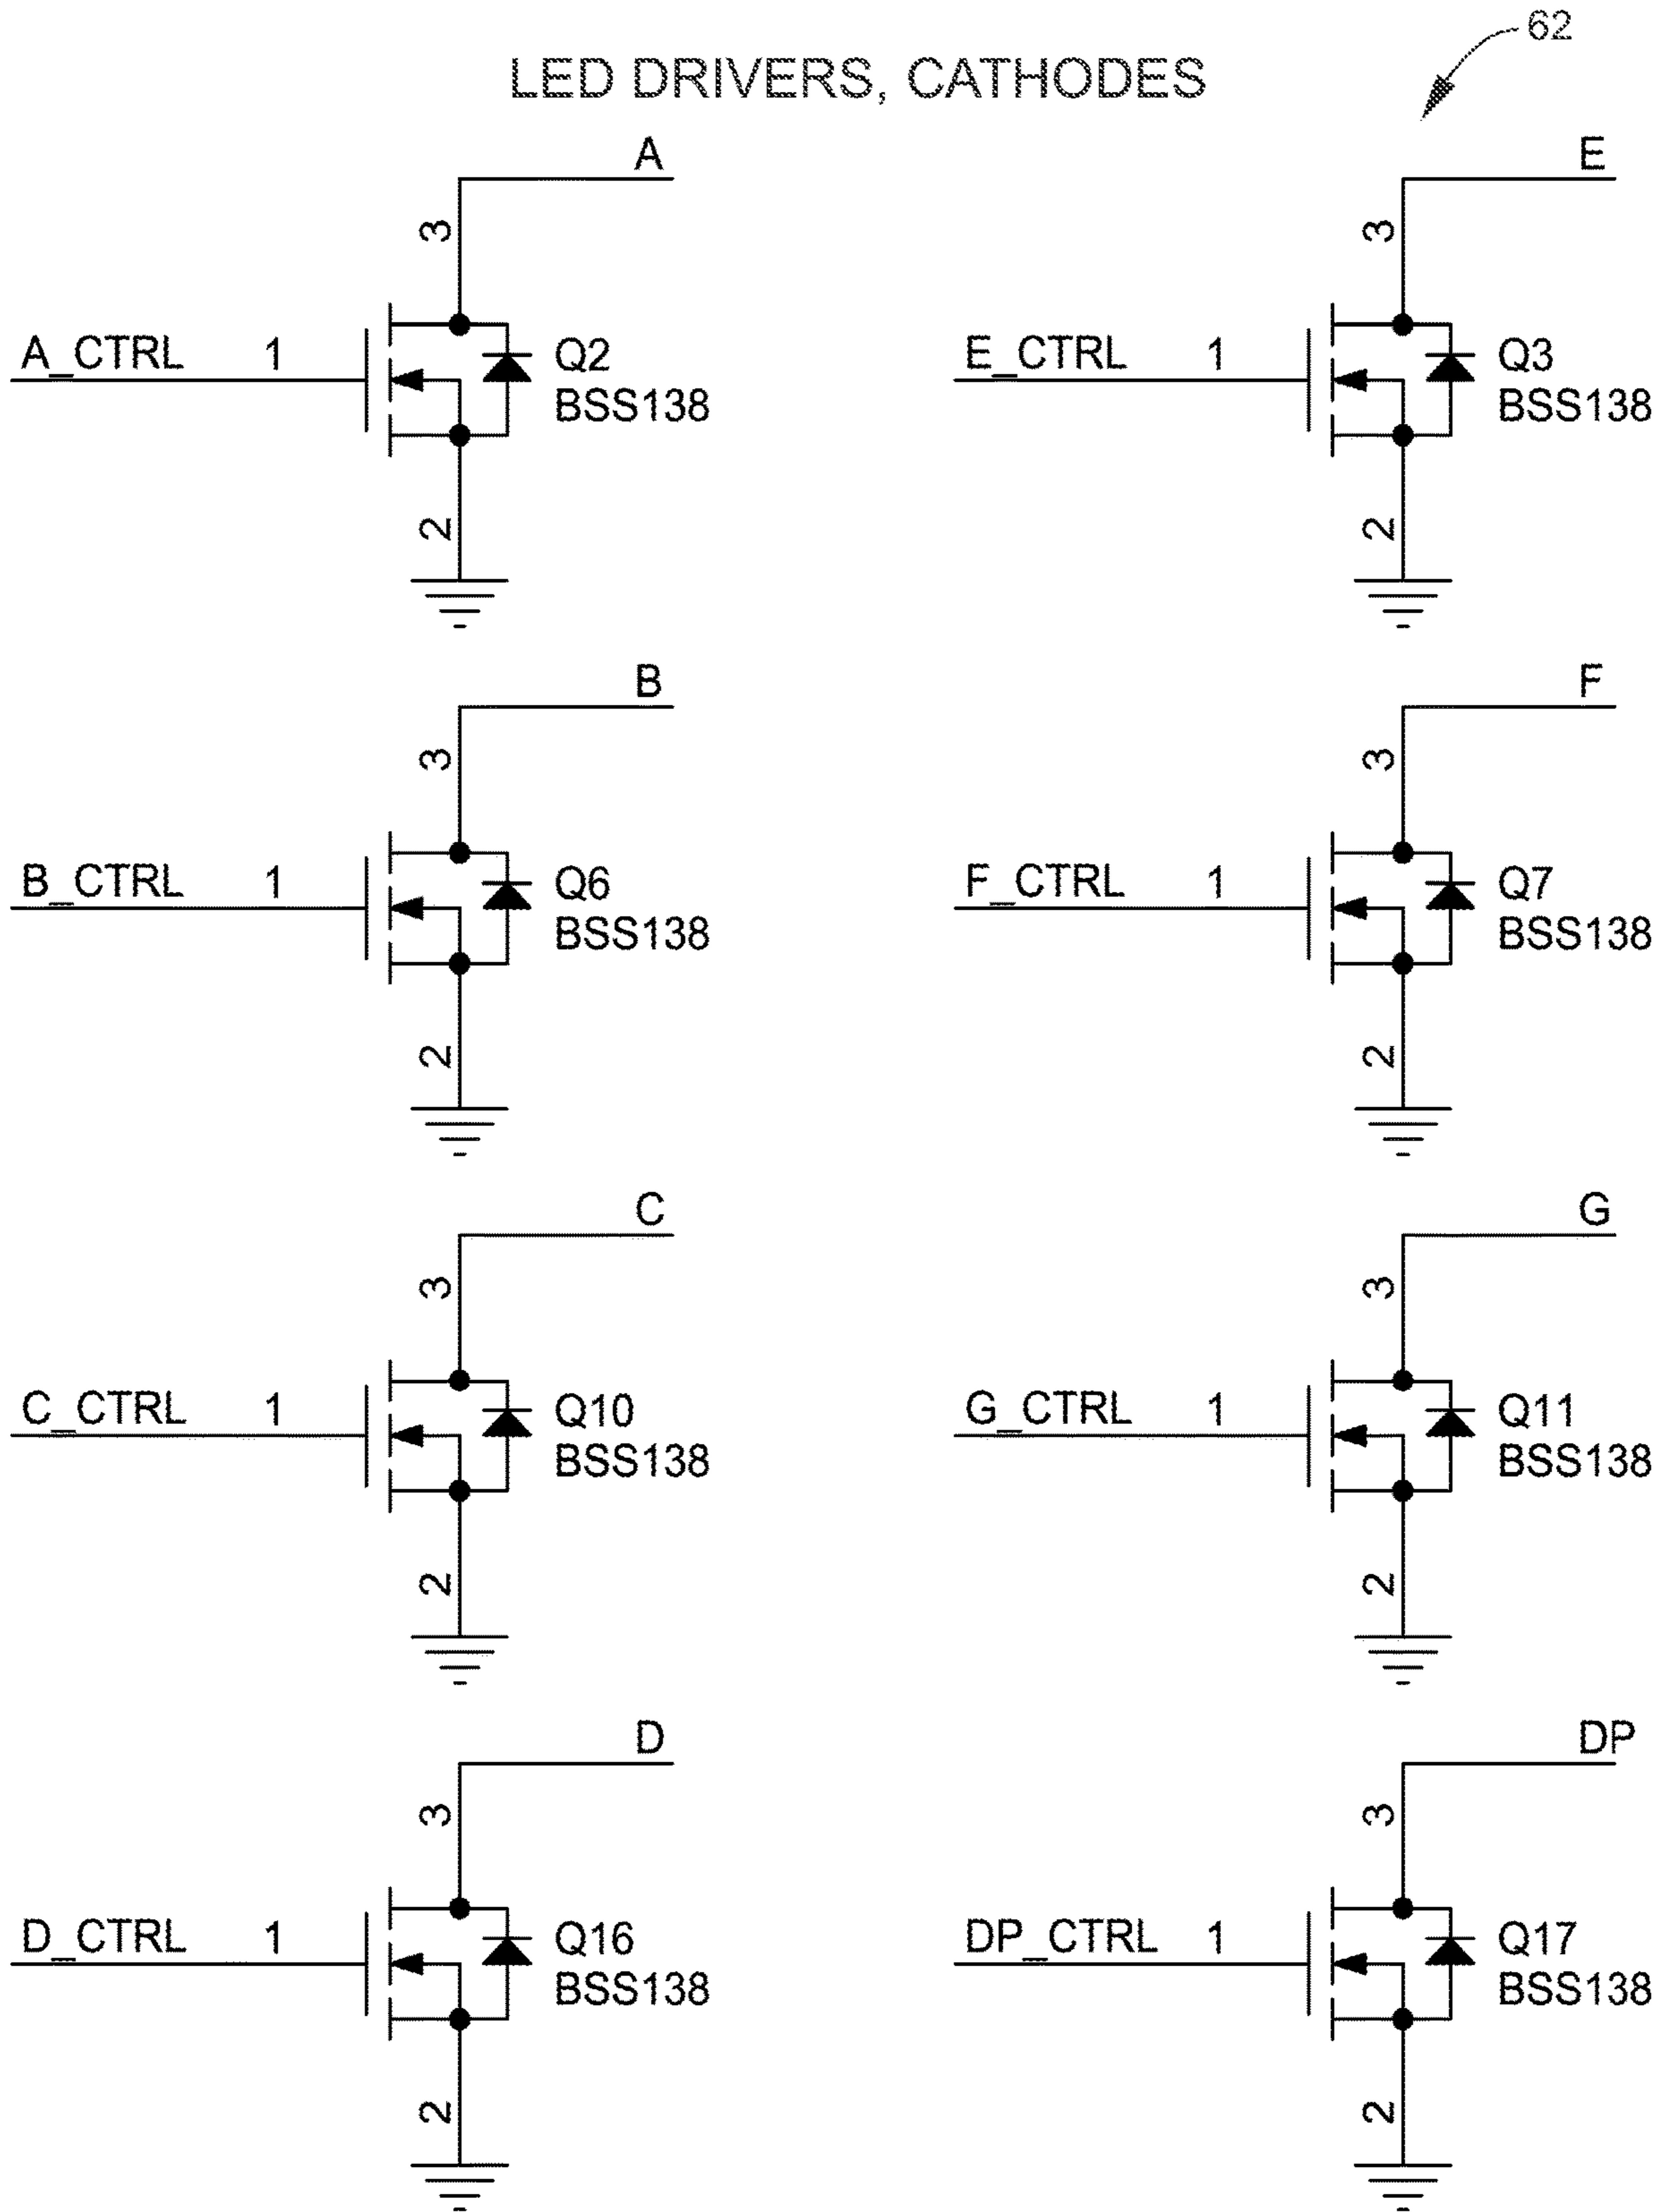 62
LED DRIVERS, CATHODES
A
3
A_CTRL 1
Q2
BSS138
2
E
3
E_CTRL 1
Q3
BSS138
2
B
3
B_CTRL 1
Q6
BSS138
2
F
3
F_CTRL 1
Q7
BSS138
2
C
3
C_CTRL 1
Q10
BSS138
2
G
3
G_CTRL 1
Q11
BSS138
2
D
3
D_CTRL 1
Q16
BSS138
2
DP
3
DP_CTRL 1
Q17
BSS138
2